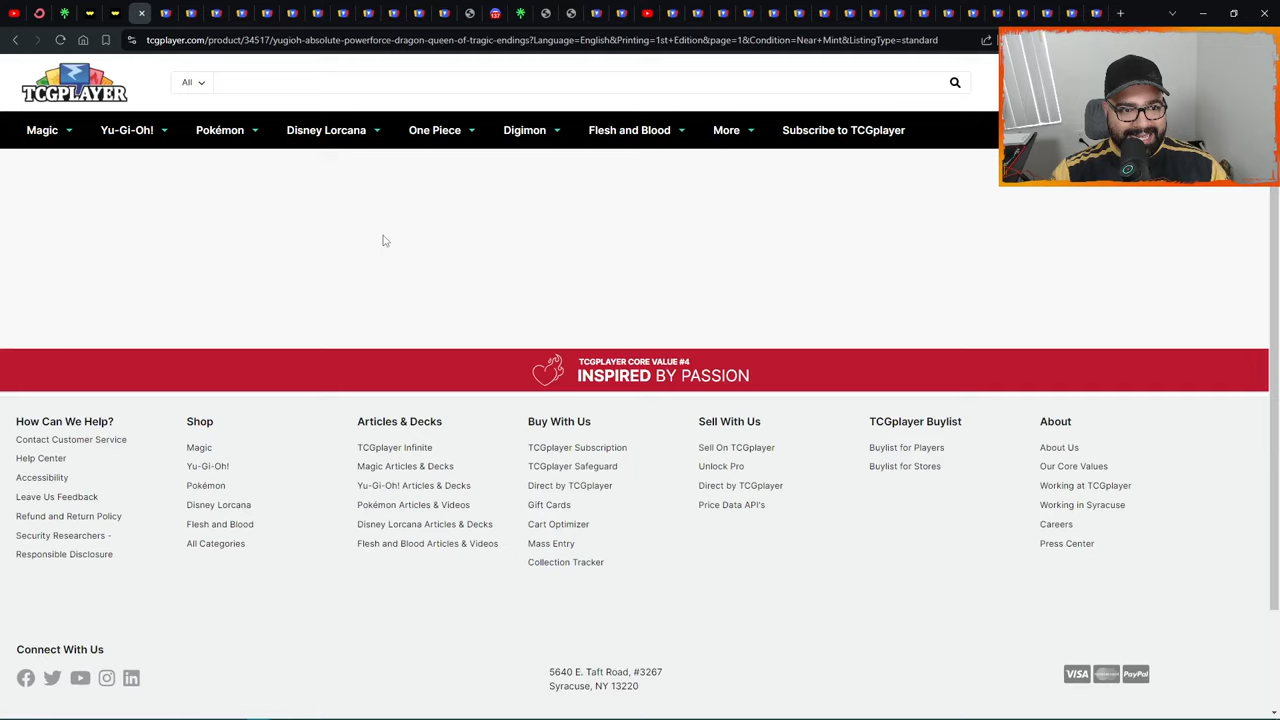 137
tcgplayer.com/product/34517/yugioh-absolute-powerforce-dragon-queen-of-tragic-endings?Language=English&Printing=1st+Edition&page=1&Condition=Near+Mint&ListingType=standard
TCGPLAYER
All
Magic Yu-Gi-Oh! Pokémon Disney Lorcana One Piece Digimon Flesh and Blood More Subscribe to TCGplayer
TCGPLAYER CORE VALUE #4
INSPIRED BY PASSION
How Can We Help?
Contact Customer Service
Help Center
Accessibility
Leave Us Feedback
Refund and Return Policy
Security Researchers -
Responsible Disclosure
Shop
Magic
Yu-Gi-Oh!
Pokémon
Disney Lorcana
Flesh and Blood
All Categories
Articles & Decks
TCGplayer Infinite
Magic Articles & Decks
Yu-Gi-Oh! Articles & Decks
Pokémon Articles & Videos
Disney Lorcana Articles & Decks
Flesh and Blood Articles & Videos
Buy With Us
TCGplayer Subscription
TCGplayer Safeguard
Direct by TCGplayer
Gift Cards
Cart Optimizer
Mass Entry
Collection Tracker
Sell With Us
Sell On TCGplayer
Unlock Pro
Direct by TCGplayer
Price Data API's
TCGplayer Buylist
Buylist for Players
Buylist for Stores
About
About Us
Our Core Values
Working at TCGplayer
Working in Syracuse
Careers
Press Center
Connect With Us
5640 E. Taft Road, #3267
Syracuse, NY 13220
VISA
PayPal